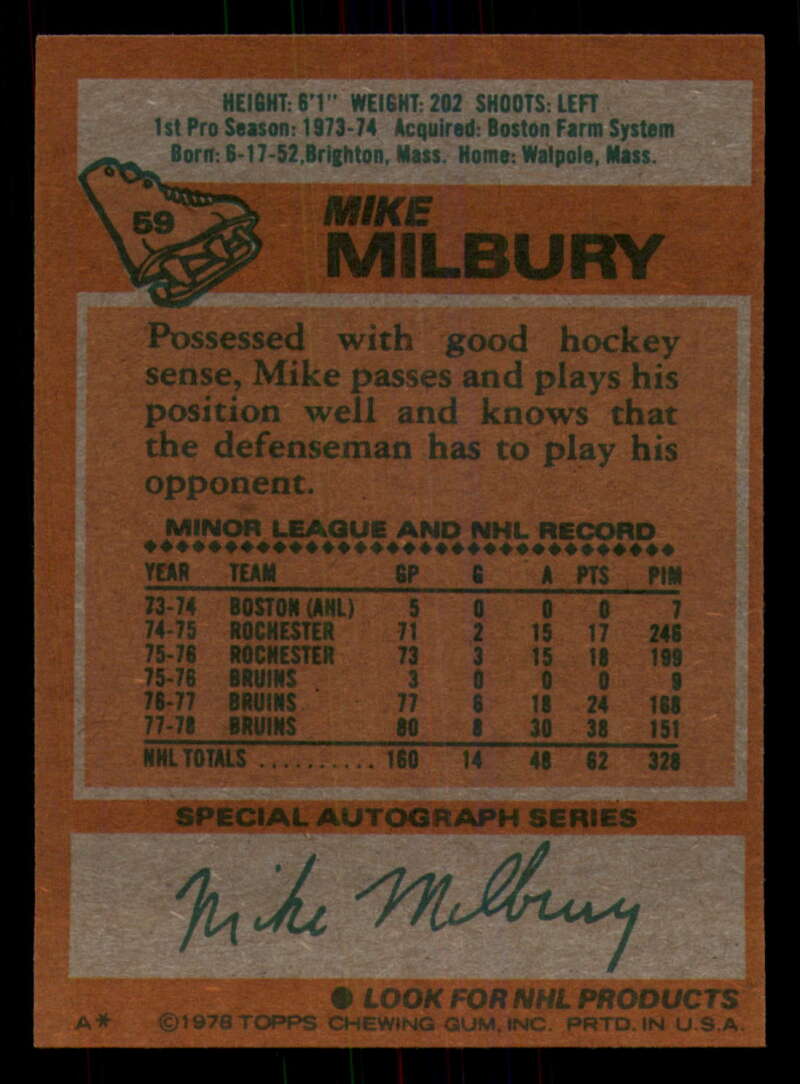 HEIGHT: 6'1" WEIGHT: 202 SHOOTS: LEFT
1st Pro Season: 1973-74 Acquired: Boston Farm System
Born: 6-17-52, Brighton, Mass. Home: Walpole, Mass.
59
MIKE
MILBURY
Possessed with good hockey
sense, Mike passes and plays his
position well and knows that
the defenseman has to play his
opponent.
MINOR LEAGUE AND NHL RECORD
YEAR TEAM GP G A PTS PIM
73-74 BOSTON (AHL) 5 0 0 0 7
74-75 ROCHESTER 71 2 15 17 246
75-76 ROCHESTER 73 3 15 18 199
75-76 BRUINS 3 0 0 0 9
76-77 BRUINS 77 6 18 24 168
77-78 BRUINS 80 8 30 38 151
NHL TOTALS .......... 160 14 48 62 328
SPECIAL AUTOGRAPH SERIES
Mike Milbury
● LOOK FOR NHL PRODUCTS
A* ©1978 TOPPS CHEWING GUM, INC. PRTD. IN U.S.A.